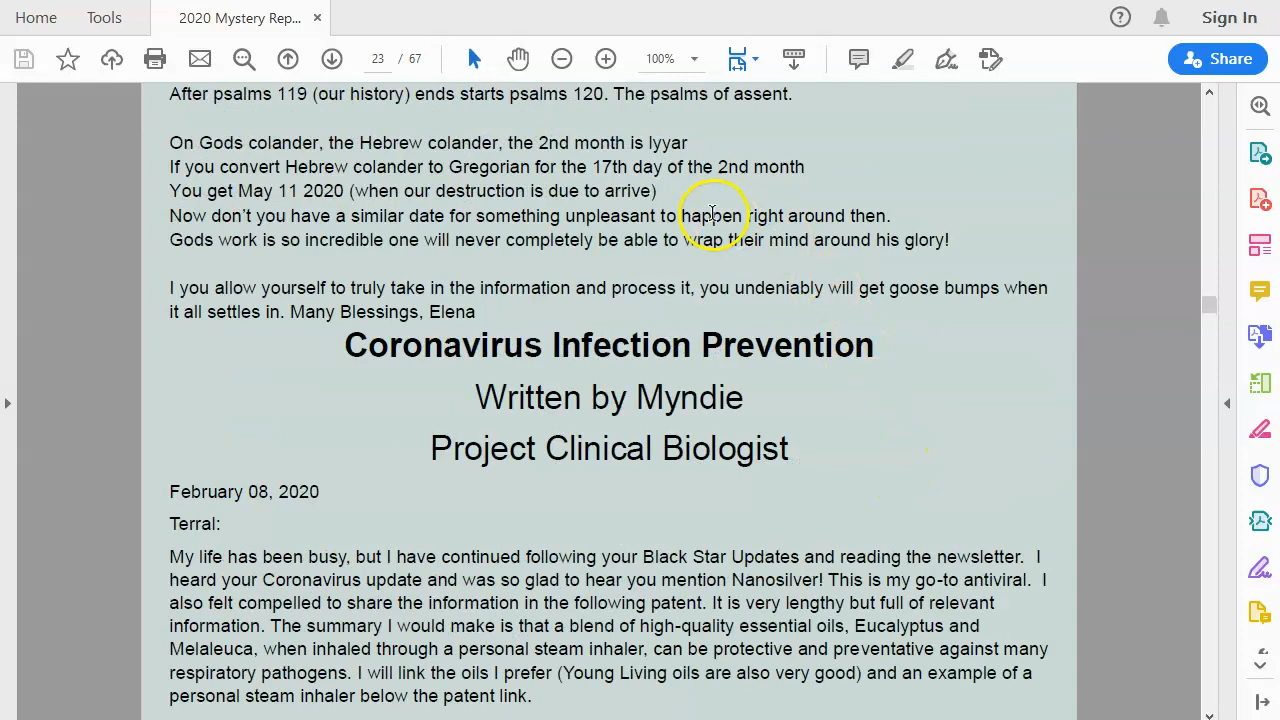 Home Tools 2020 Mystery Rep... × Sign In
23 / 67 100% Share
After psalms 119 (our history) ends starts psalms 120. The psalms of assent.
On Gods colander, the Hebrew colander, the 2nd month is Iyyar
If you convert Hebrew colander to Gregorian for the 17th day of the 2nd month
You get May 11 2020 (when our destruction is due to arrive)
Now don’t you have a similar date for something unpleasant to happen right around then.
Gods work is so incredible one will never completely be able to wrap their mind around his glory!
I you allow yourself to truly take in the information and process it, you undeniably will get goose bumps when
it all settles in. Many Blessings, Elena
Coronavirus Infection Prevention
Written by Myndie
Project Clinical Biologist
February 08, 2020
Terral:
My life has been busy, but I have continued following your Black Star Updates and reading the newsletter. I
heard your Coronavirus update and was so glad to hear you mention Nanosilver! This is my go-to antiviral. I
also felt compelled to share the information in the following patent. It is very lengthy but full of relevant
information. The summary I would make is that a blend of high-quality essential oils, Eucalyptus and
Melaleuca, when inhaled through a personal steam inhaler, can be protective and preventative against many
respiratory pathogens. I will link the oils I prefer (Young Living oils are also very good) and an example of a
personal steam inhaler below the patent link.